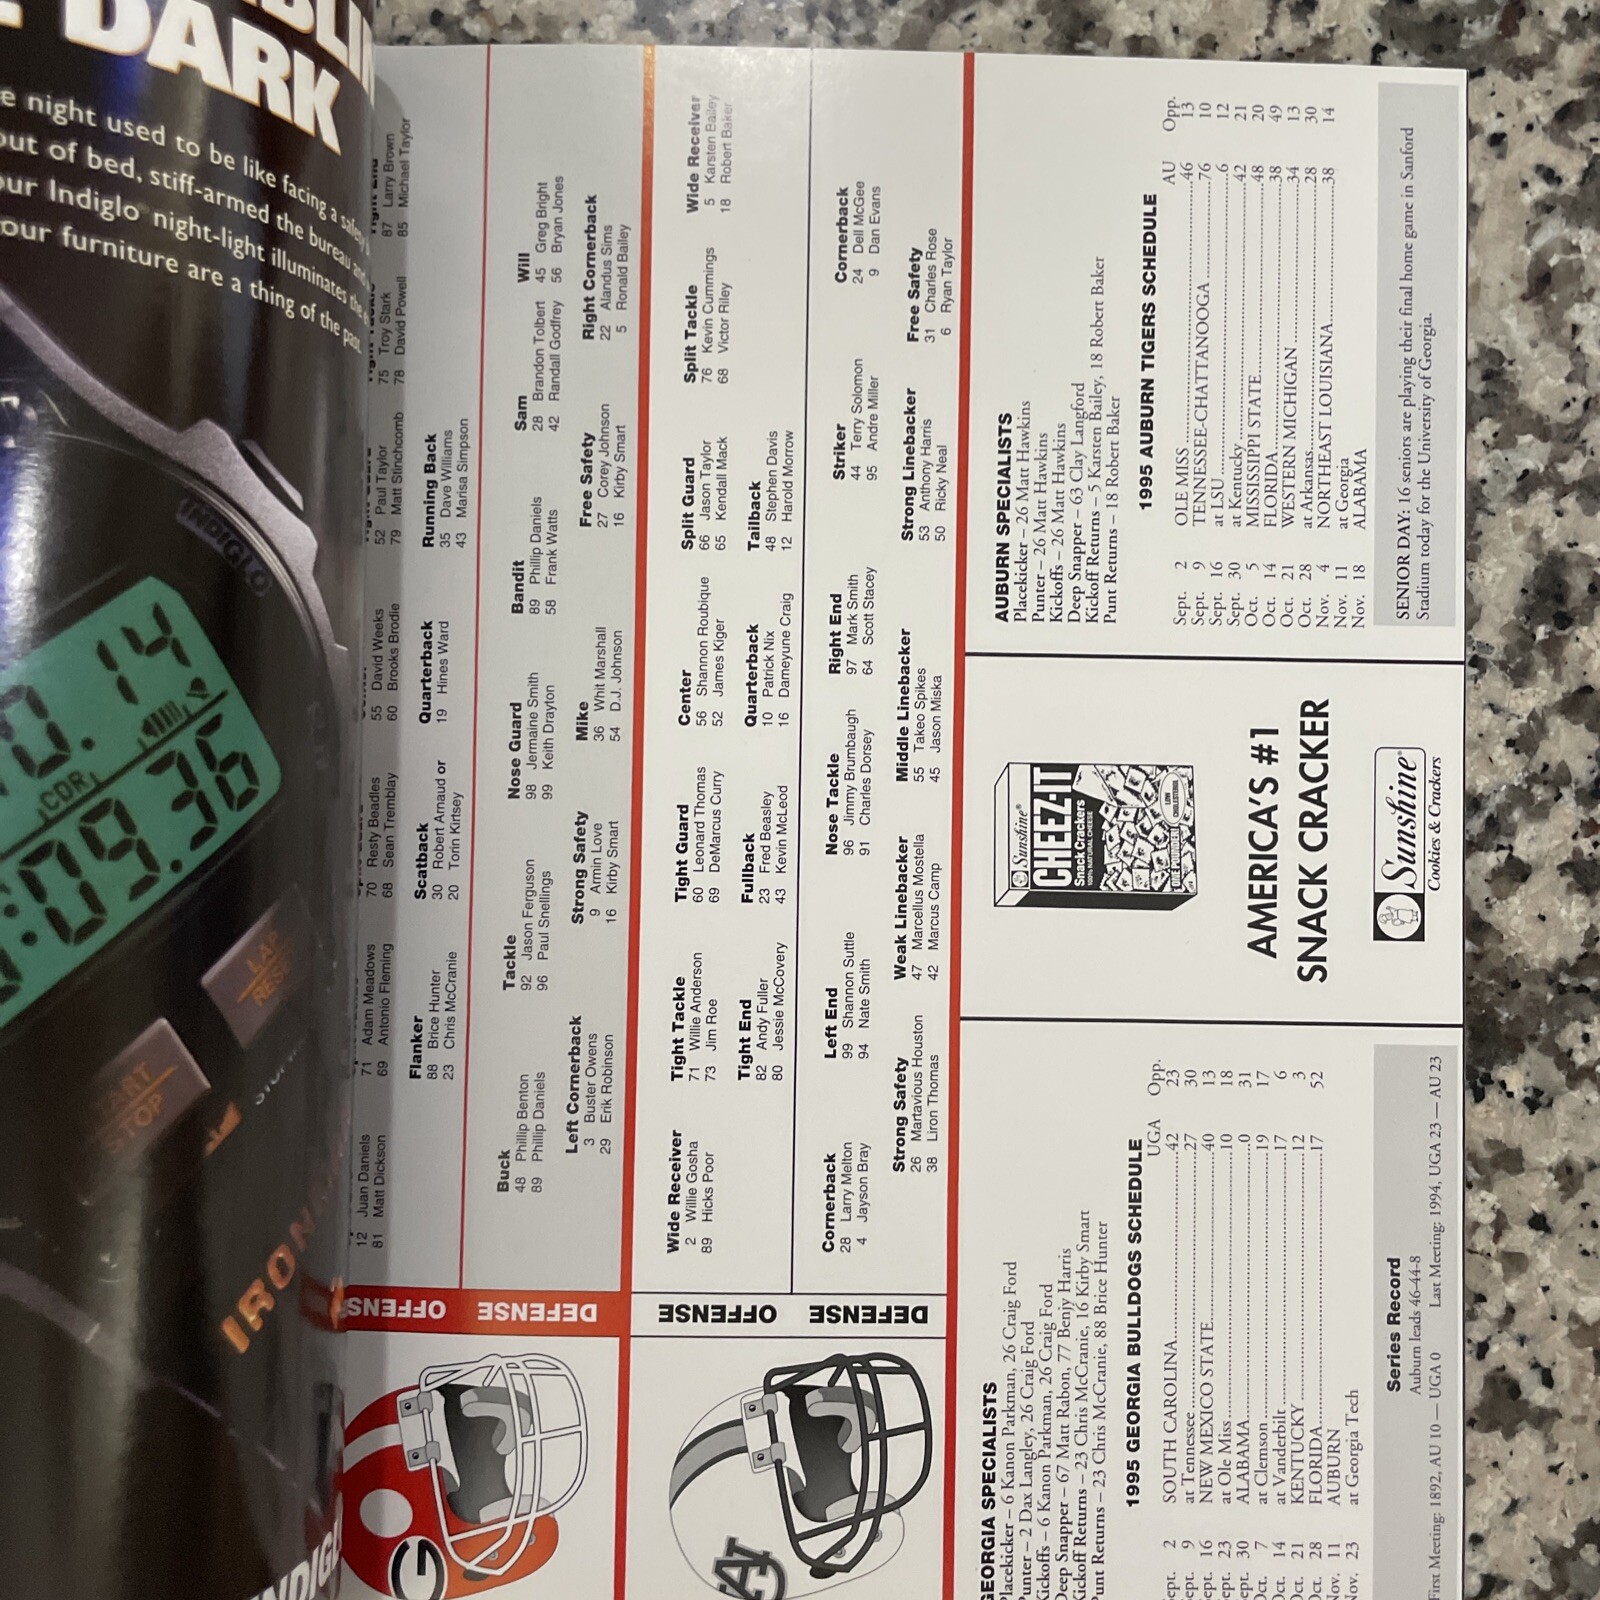 DARK
e night used to be like facing a safety
out of bed, stiff-armed the bureau and
our Indiglo night-light illuminates the
our furniture are a thing of the past.
INDIGLO
COR
09.36
LAP
START
STOP
IRON
INDIGL
OFFENSE
12 Juan Daniels
81 Matt Dickson
71 Adam Meadows
69 Antonio Fleming
70 Resty Beadles
68 Sean Tremblay
55 David Weeks
60 Brooks Brodie
52 Paul Taylor
79 Matt Stinchcomb
75 Troy Stark
78 David Powell
87 Larry Brown
85 Michael Taylor
Flanker
88 Brice Hunter
23 Chris McCranie
Scatback
30 Robert Arnaud or
20 Torin Kirtsey
Quarterback
19 Hines Ward
Running Back
35 Dave Williams
43 Marisa Simpson
DEFENSE
Buck
48 Phillip Benton
89 Phillip Daniels
Tackle
92 Jason Ferguson
96 Paul Snellings
Nose Guard
98 Jermaine Smith
99 Keith Drayton
Bandit
89 Phillip Daniels
58 Frank Watts
Sam
28 Brandon Tolbert
42 Randall Godfrey
Will
45 Greg Bright
56 Bryan Jones
Left Cornerback
3 Buster Owens
29 Erik Robinson
Strong Safety
9 Armin Love
16 Kirby Smart
Mike
36 Whit Marshall
54 D.J. Johnson
Free Safety
27 Corey Johnson
16 Kirby Smart
Right Cornerback
22 Alandus Sims
5 Ronald Bailey
OFFENSE
Wide Receiver
2 Willie Gosha
89 Hicks Poor
Tight Tackle
71 Willie Anderson
73 Jim Roe
Tight Guard
60 Leonard Thomas
69 DeMarcus Curry
Center
56 Shannon Roubique
52 James Kiger
Split Guard
66 Jason Taylor
65 Kendall Mack
Split Tackle
76 Kevin Cummings
68 Victor Riley
Wide Receiver
5 Karsten Bailey
18 Robert Baker
Tight End
82 Andy Fuller
80 Jessie McCovery
Fullback
23 Fred Beasley
43 Kevin McLeod
Quarterback
10 Patrick Nix
16 Dameyune Craig
Tailback
48 Stephen Davis
12 Harold Morrow
DEFENSE
Cornerback
28 Larry Melton
4 Jayson Bray
Left End
99 Shannon Suttle
94 Nate Smith
Nose Tackle
96 Jimmy Brumbaugh
91 Charles Dorsey
Right End
97 Mark Smith
64 Scott Stacey
Striker
44 Terry Solomon
95 Andre Miller
Cornerback
24 Dell McGee
9 Dan Evans
Strong Safety
26 Martavious Houston
38 Liron Thomas
Weak Linebacker
47 Marcellus Mostella
42 Marcus Camp
Middle Linebacker
55 Takeo Spikes
45 Jason Miska
Strong Linebacker
53 Anthony Harris
50 Ricky Neal
Free Safety
31 Charles Rose
6 Ryan Taylor
GEORGIA SPECIALISTS
Placekicker – 6 Kanon Parkman, 26 Craig Ford
Punter – 2 Dax Langley, 26 Craig Ford
Kickoffs – 6 Kanon Parkman, 26 Craig Ford
Deep Snapper – 67 Matt Rabon, 77 Benjy Harris
Kickoff Returns – 23 Chris McCranie, 16 Kirby Smart
Punt Returns – 23 Chris McCranie, 88 Brice Hunter
1995 GEORGIA BULLDOGS SCHEDULE
UGA Opp.
Sept. 2 SOUTH CAROLINA 42 23
Sept. 9 at Tennessee 27 30
Sept. 16 NEW MEXICO STATE 40 13
Sept. 23 at Ole Miss 10 18
Sept. 30 ALABAMA 0 31
Oct. 7 at Clemson 19 17
Oct. 14 at Vanderbilt 17 6
Oct. 21 KENTUCKY 12 3
Oct. 28 FLORIDA 17 52
Nov. 11 AUBURN
Nov. 23 at Georgia Tech
Series Record
Auburn leads 46-44-8
First Meeting: 1892, AU 10 — UGA 0 Last Meeting: 1994, UGA 23 — AU 23
Sunshine®
CHEEZ-IT
Snack Crackers
100% NATURAL CHEESE
LOW CHOLESTEROL
ONE POUNDER
AMERICA'S #1
SNACK CRACKER
Sunshine®
Cookies & Crackers
AUBURN SPECIALISTS
Placekicker – 26 Matt Hawkins
Punter – 26 Matt Hawkins
Kickoffs – 26 Matt Hawkins
Deep Snapper – 63 Clay Langford
Kickoff Returns – 5 Karsten Bailey, 18 Robert Baker
Punt Returns – 18 Robert Baker
1995 AUBURN TIGERS SCHEDULE
AU Opp.
Sept. 2 OLE MISS 46 13
Sept. 9 TENNESSEE-CHATTANOOGA 76 10
Sept. 16 at LSU 6 12
Sept. 30 at Kentucky 42 21
Oct. 5 MISSISSIPPI STATE 48 20
Oct. 14 FLORIDA 38 49
Oct. 21 WESTERN MICHIGAN 34 13
Oct. 28 at Arkansas 28 30
Nov. 4 NORTHEAST LOUISIANA 38 14
Nov. 11 at Georgia
Nov. 18 ALABAMA
SENIOR DAY: 16 seniors are playing their final home game in Sanford
Stadium today for the University of Georgia.